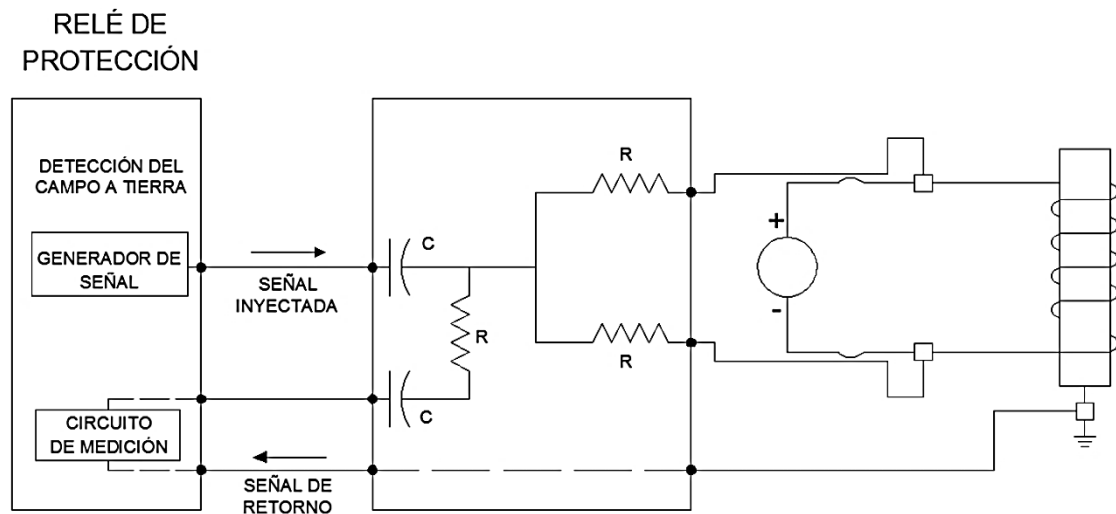 RELÉ DE
PROTECCIÓN
DETECCIÓN DEL
CAMPO A TIERRA
GENERADOR DE
SEÑAL
SEÑAL
INYECTADA
C
R
R
+
-
R
C
CIRCUITO
DE MEDICIÓN
SEÑAL DE
RETORNO